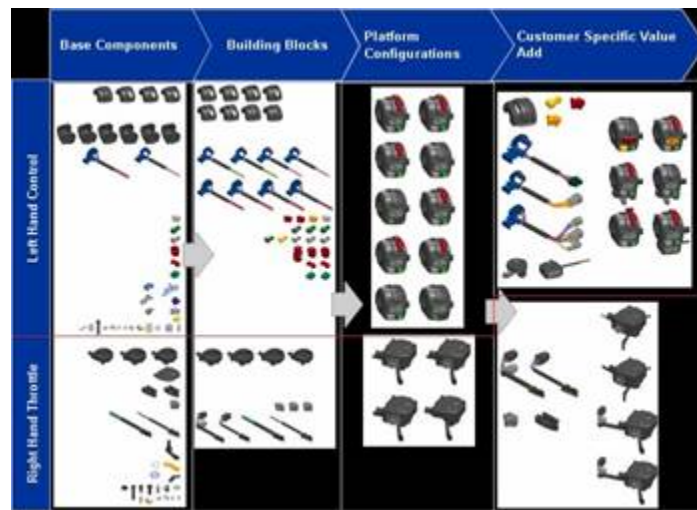 Base Components
Building Blocks
Platform
Configurations
Customer Specific Value
Add
Left Hand Control
Right Hand Throttle